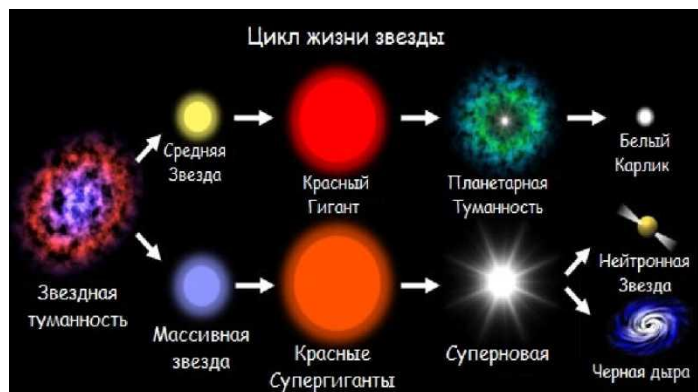 Цикл жизни звезды
Средняя
Звезда
Красный
Гигант
Планетарная
Туманность
Белый
Карлик
Звездная
туманность
Массивная
звезда
Красные
Супергиганты
Суперновая
Нейтронная
Звезда
Черная дыра